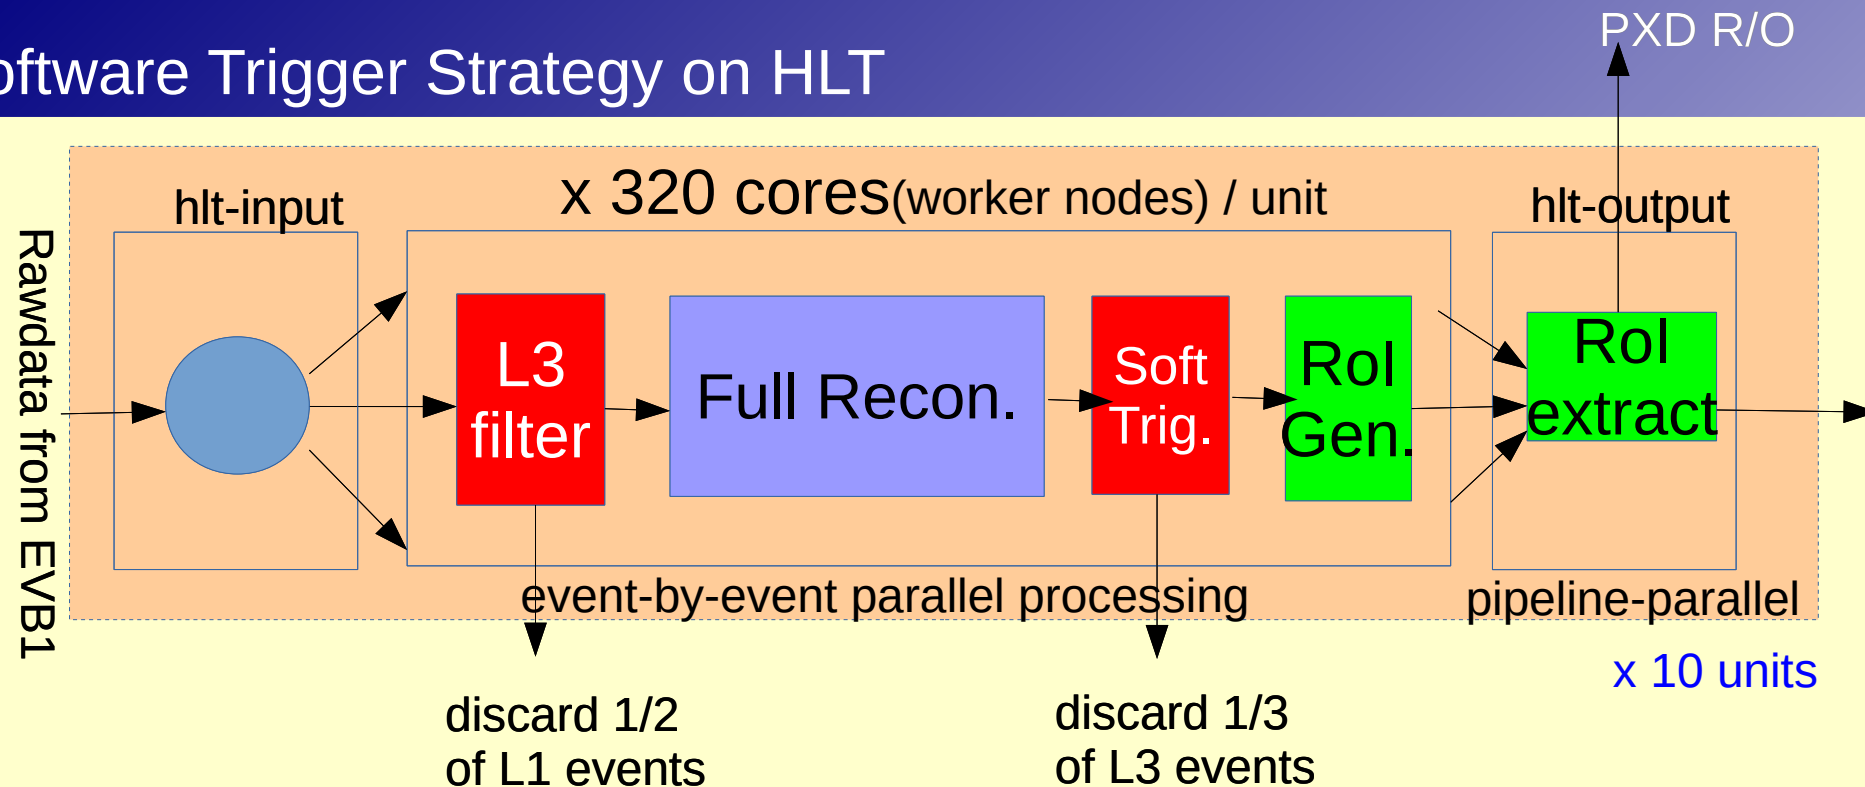 PXD R/O
oftware Trigger Strategy on HLT
x 320 cores(worker nodes) / unit
hlt-input
hlt-output
Rawdata from EVB1
L3
filter
Full Recon.
Soft
Trig.
RoI
Gen.
RoI
extract
event-by-event parallel processing
pipeline-parallel
x 10 units
discard 1/2
of L1 events
discard 1/3
of L3 events